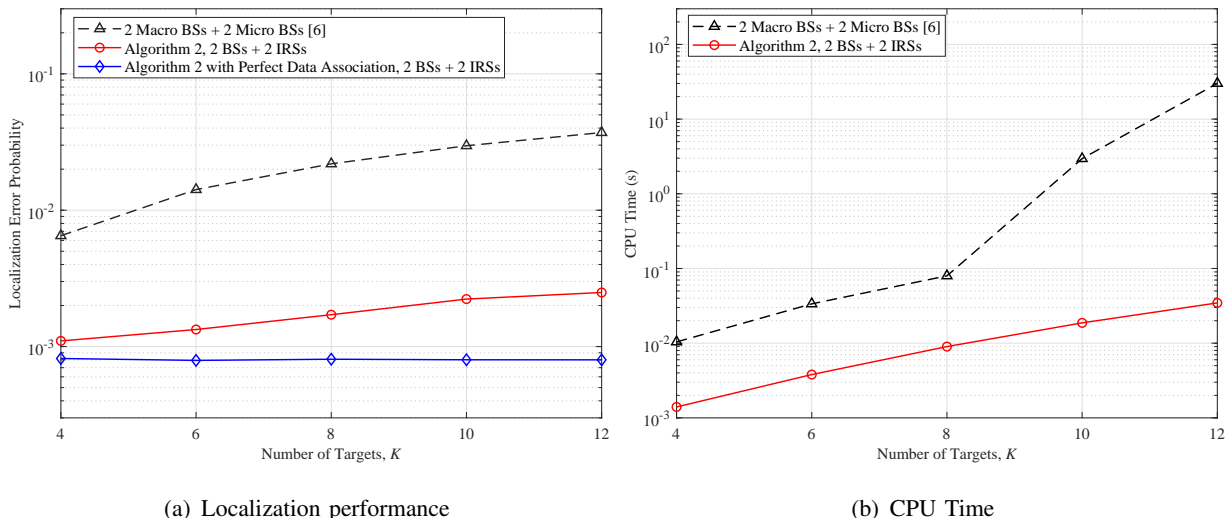 2 Macro BSs + 2 Micro BSs [6]
Algorithm 2, 2 BSs + 2 IRSs
Algorithm 2 with Perfect Data Association, 2 BSs + 2 IRSs
Localization Error Probability
10^-1
10^-2
10^-3
4 6 8 10 12
Number of Targets, K
(a) Localization performance
2 Macro BSs + 2 Micro BSs [6]
Algorithm 2, 2 BSs + 2 IRSs
CPU Time (s)
10^2
10^1
10^0
10^-1
10^-2
10^-3
4 6 8 10 12
Number of Targets, K
(b) CPU Time